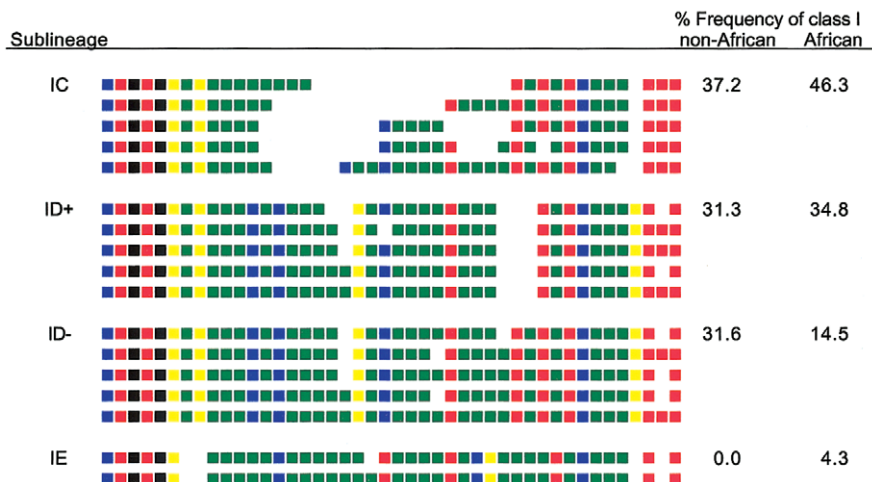 % Frequency of class I
Sublineage non-African African
IC 37.2 46.3
ID+ 31.3 34.8
ID- 31.6 14.5
IE 0.0 4.3